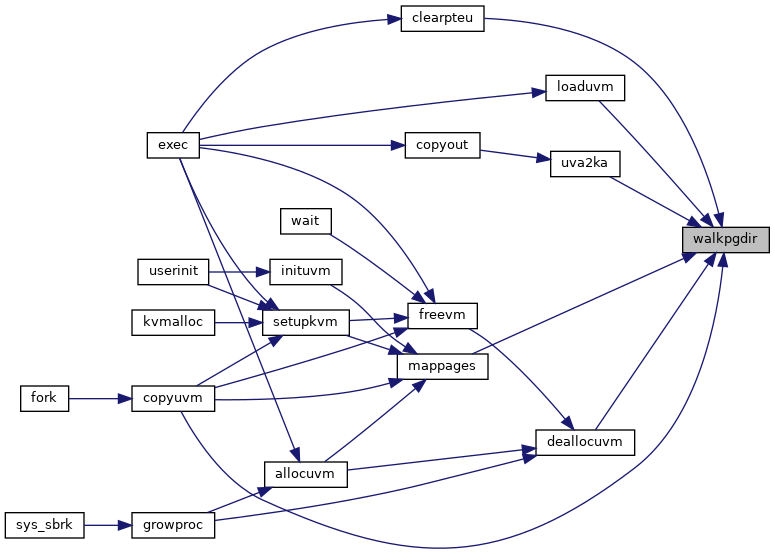 clearpteu
loaduvm
exec
copyout
uva2ka
wait
walkpgdir
userinit
inituvm
freevm
kvmalloc
setupkvm
mappages
fork
copyuvm
deallocuvm
allocuvm
sys_sbrk
growproc